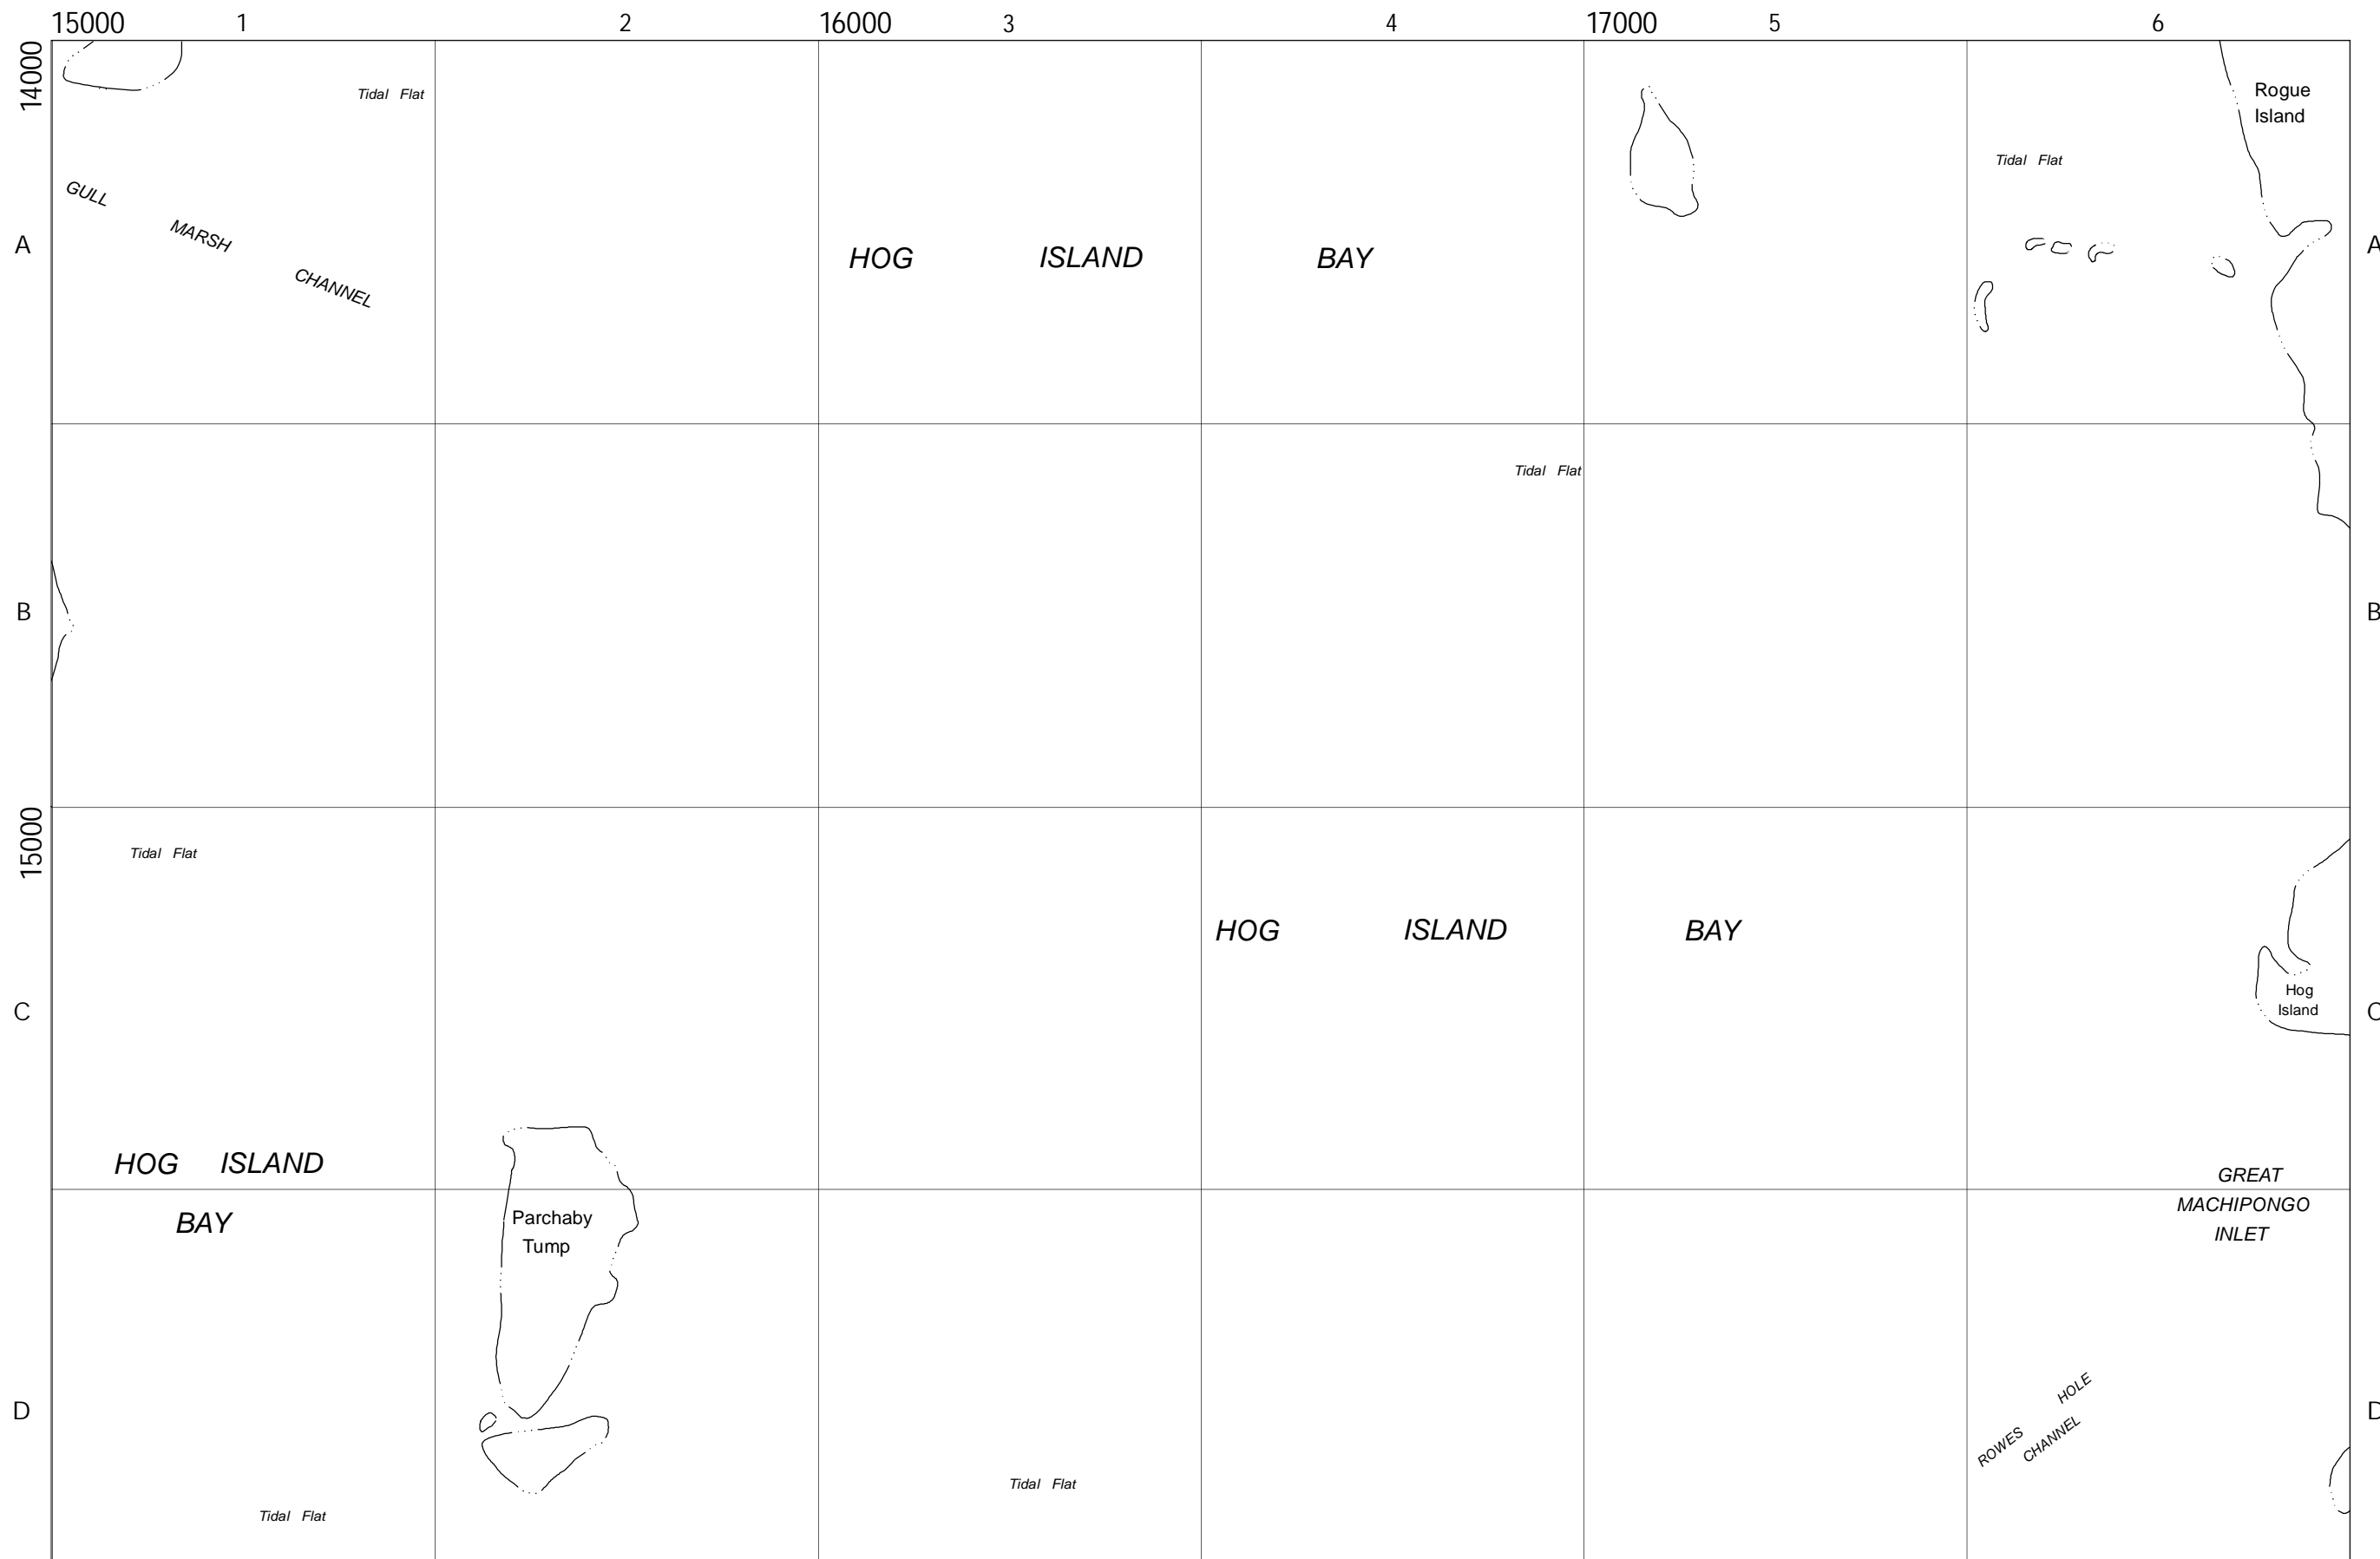 15000 1 2 16000 3 4 17000 5 6
14000
Tidal Flat
Rogue
Island
Tidal Flat
GULL MARSH CHANNEL
A HOG ISLAND BAY A
Tidal Flat
B B
15000
Tidal Flat
HOG ISLAND BAY
Hog
Island
C C
HOG ISLAND
BAY
GREAT
MACHIPONGO
INLET
Parchaby
Tump
D D
ROWES HOLE
CHANNEL
Tidal Flat
Tidal Flat